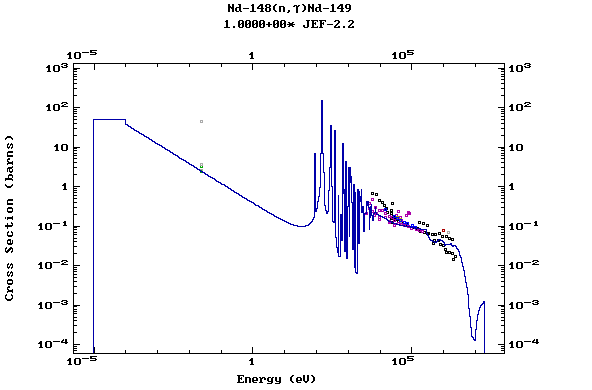 Nd-148(n,γ)Nd-149
1.0000+00* JEF-2.2
10⁻⁵ 1 10⁵
10³ 10³
10² 10²
10 10
1 1
10⁻¹ 10⁻¹
10⁻² 10⁻²
10⁻³ 10⁻³
10⁻⁴ 10⁻⁴
10⁻⁵ 1 10⁵
Cross Section (barns)
Energy (eV)